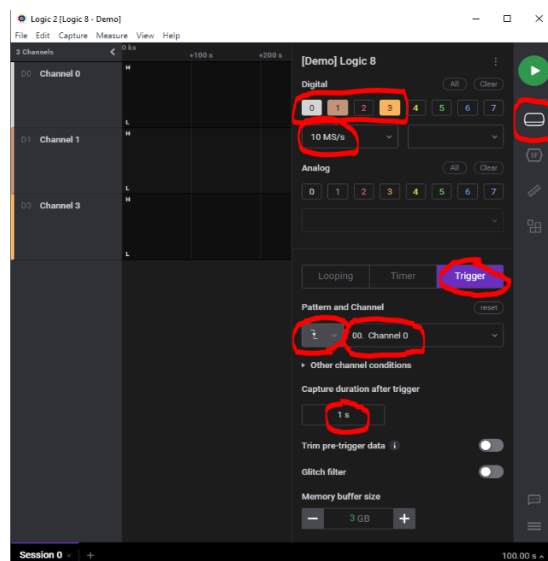 Logic 2 [Logic 8 - Demo]
File Edit Capture Measure View Help
3 Channels
0 ks
+100 s
+200 s
D0 Channel 0
H
L
D1 Channel 1
H
L
D3 Channel 3
H
L
[Demo] Logic 8
Digital All Clear
0 1 2 3 4 5 6 7
10 MS/s
Analog All Clear
0 1 2 3 4 5 6 7
Looping Timer Trigger
Pattern and Channel reset
00. Channel 0
Other channel conditions
Capture duration after trigger
1 s
Trim pre-trigger data i
Glitch filter
Memory buffer size
3 GB
1F
Session 0
100.00 s